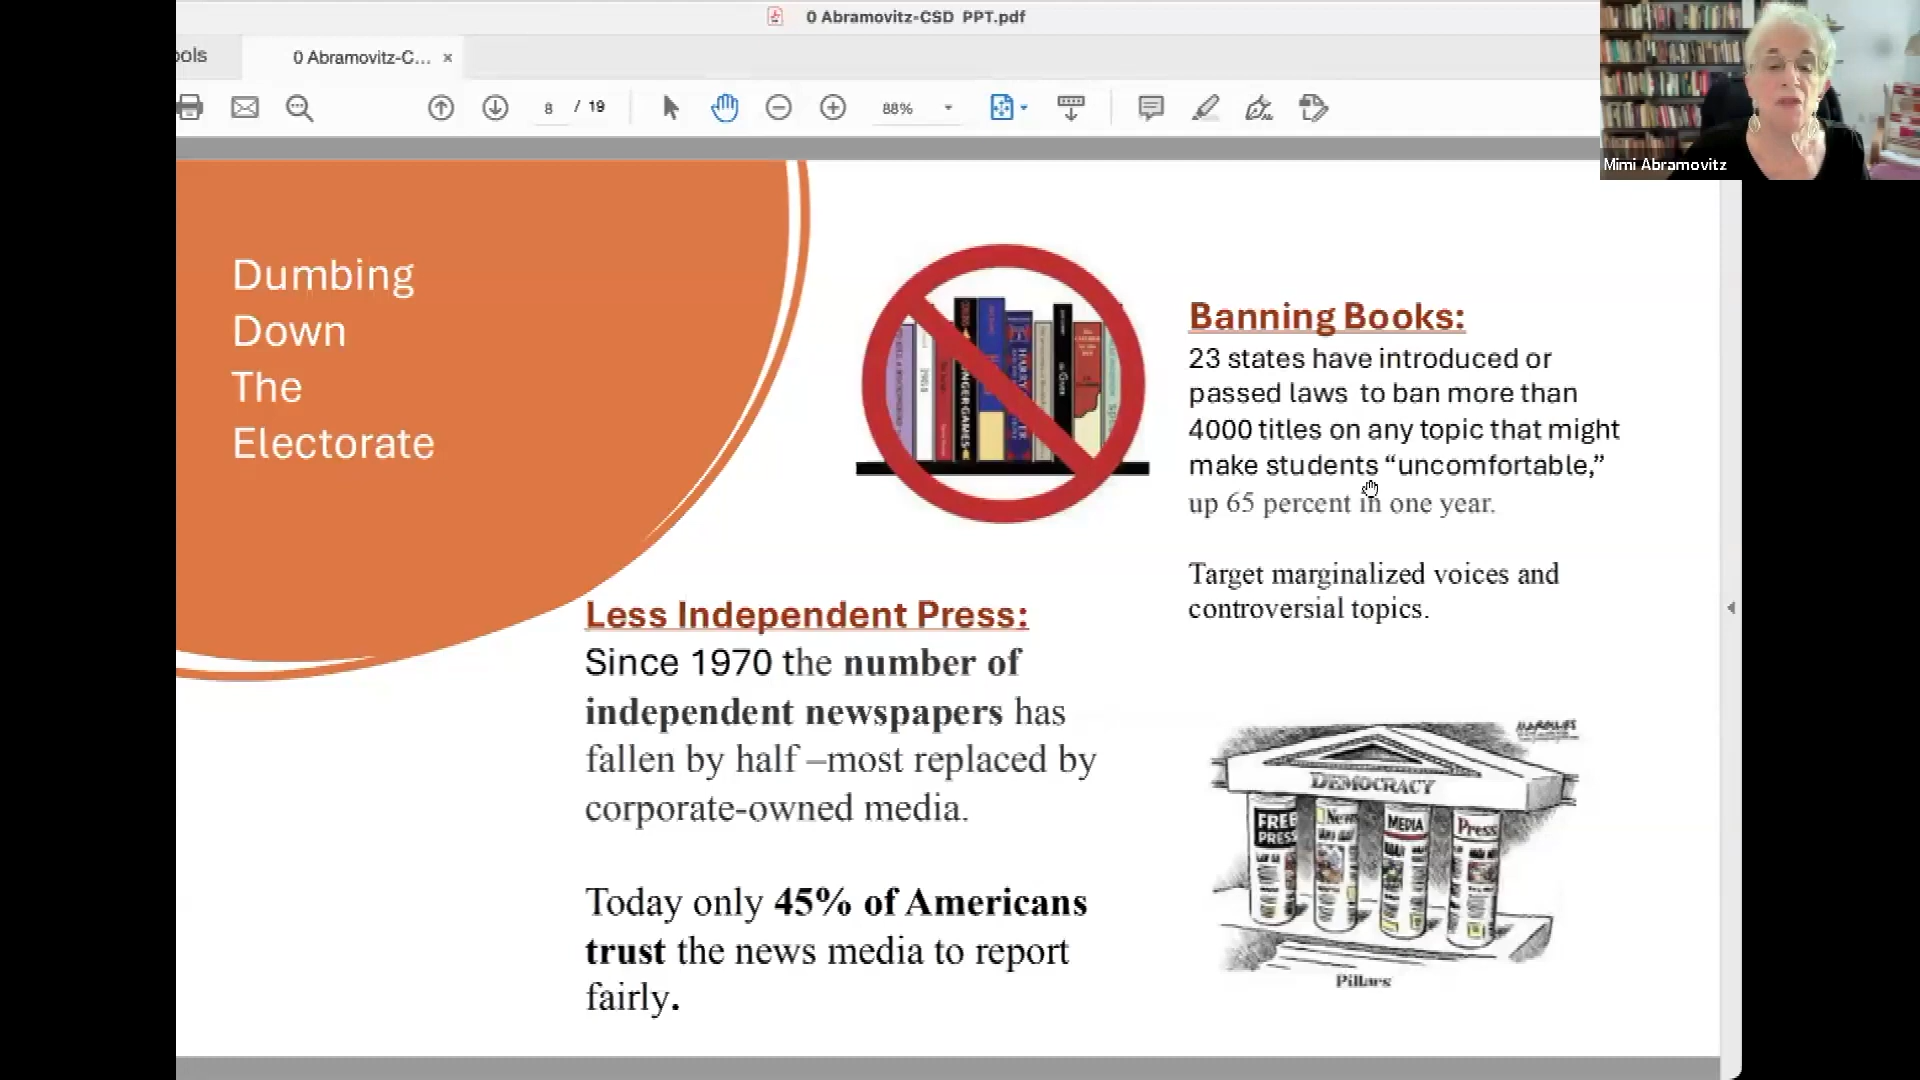 0 Abramovitz-CSD PPT.pdf
ools
0 Abramovitz-C... ×
8 / 19
88%
Mimi Abramovitz
Dumbing
Down
The
Electorate
HUNGER GAMES
HARRY
Banning Books:
23 states have introduced or
passed laws to ban more than
4000 titles on any topic that might
make students “uncomfortable,”
up 65 percent in one year.
Target marginalized voices and
controversial topics.
Less Independent Press:
Since 1970 the number of
independent newspapers has
fallen by half –most replaced by
corporate-owned media.
Today only 45% of Americans
trust the news media to report
fairly.
DEMOCRACY
FREE
PRESS
News
MEDIA
Press
Pillars